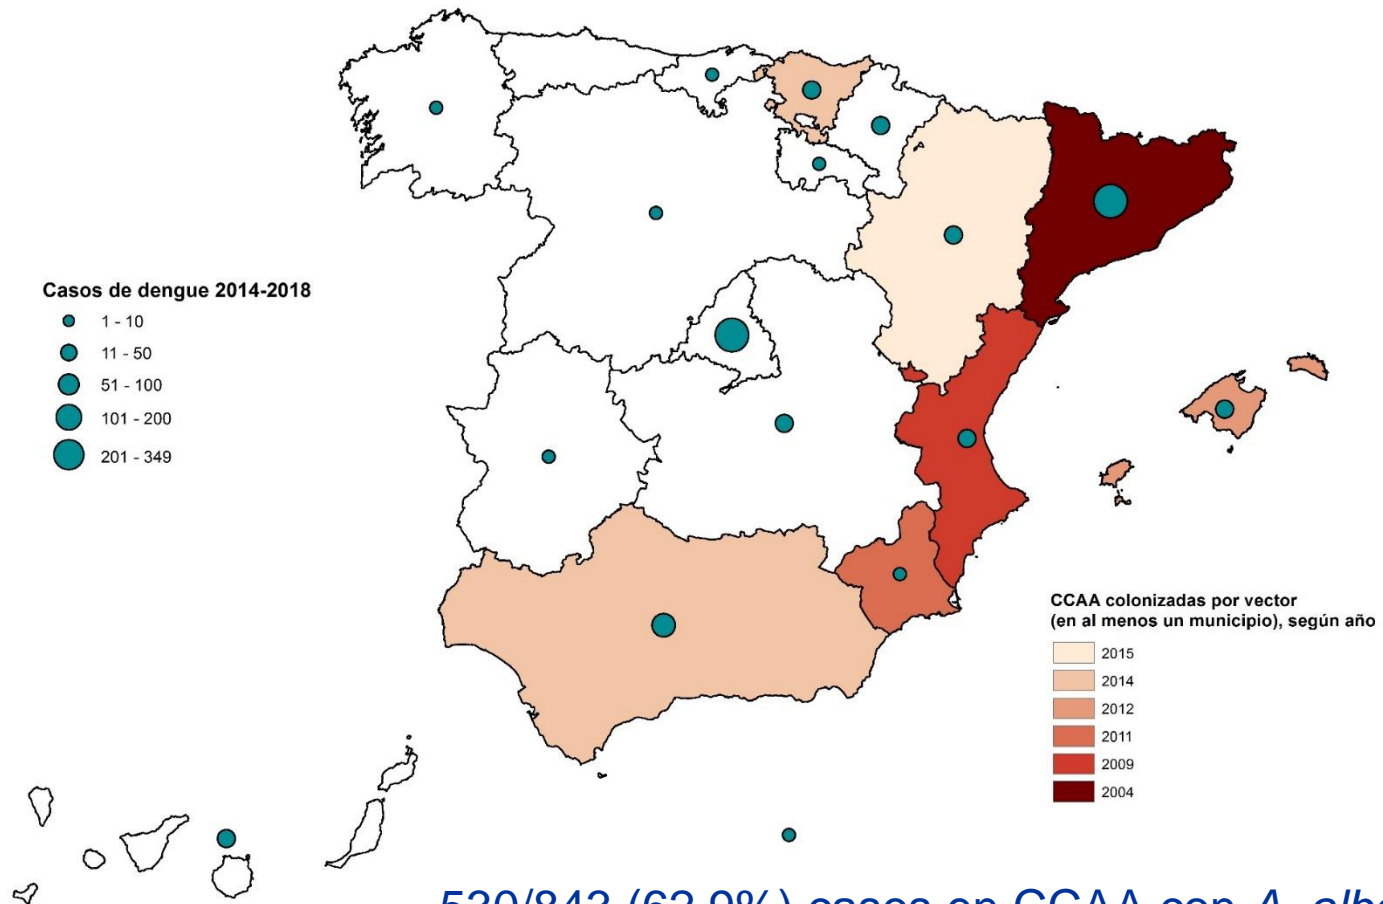 Casos de dengue 2014-2018
1 - 10
11 - 50
51 - 100
101 - 200
201 - 349
CCAA colonizadas por vector
(en al menos un municipio), según año
2015
2014
2012
2011
2009
2004
530/843 (62,9%) casos en CCAA con A.